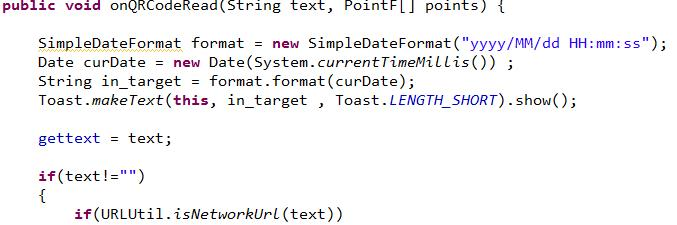 public void onQRCodeRead(String text, PointF[] points) {
SimpleDateFormat format = new SimpleDateFormat("yyyy/MM/dd HH:mm:ss");
Date curDate = new Date(System.currentTimeMillis()) ;
String in_target = format.format(curDate);
Toast.makeText(this, in_target , Toast.LENGTH_SHORT).show();
gettext = text;
if(text!="")
{
if(URLUtil.isNetworkUrl(text))